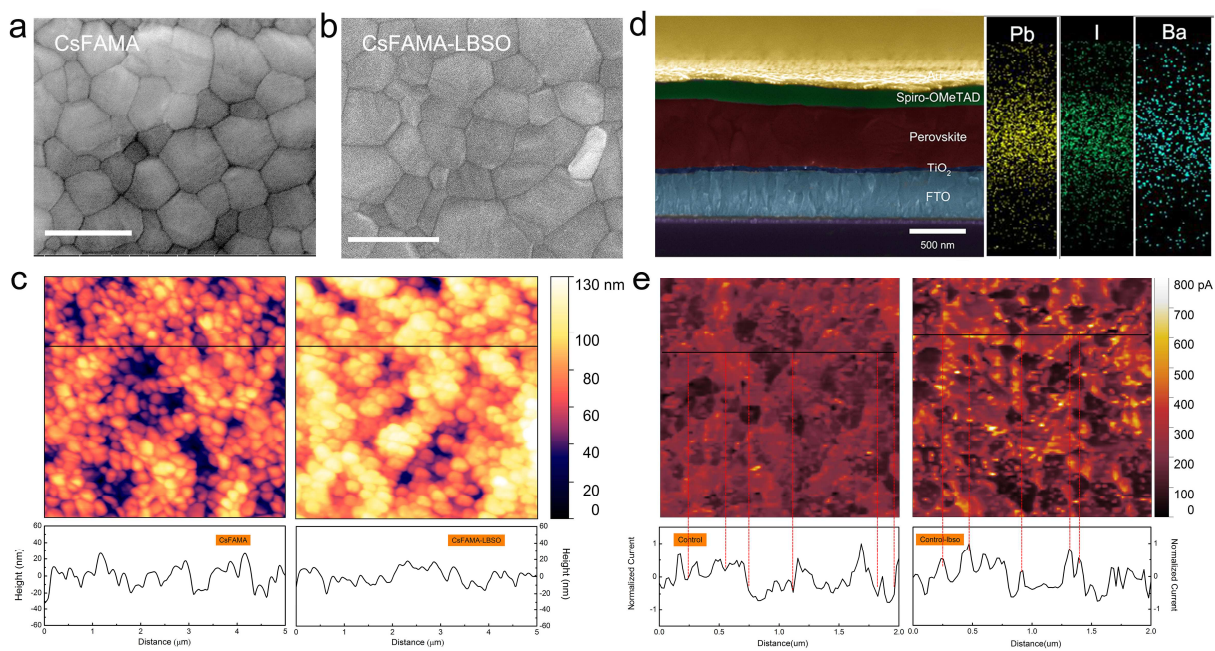 a
CsFAMA
b
CsFAMA-LBSO
d
Au
Spiro-OMeTAD
Perovskite
TiO2
FTO
500 nm
Pb
I
Ba
c
130 nm
100
80
60
40
20
0
60
40
20
0
-20
-40
-60
Height (nm;
CsFAMA
0 1 2 3 4 5
Distance (μm)
CsFAMA-LBSO
0 1 2 3 4 5
Distance (μm)
60
40
20
0
-20
-40
-60
Height (nm)
e
800 pA
700
600
500
400
300
200
100
0
Normalized Current
1
0
-1
Control
0.0 0.5 1.0 1.5 2.0
Distance(um)
Control-lbso
0.0 0.5 1.0 1.5 2.0
Distance(um)
1
0
-1
Normalized Current